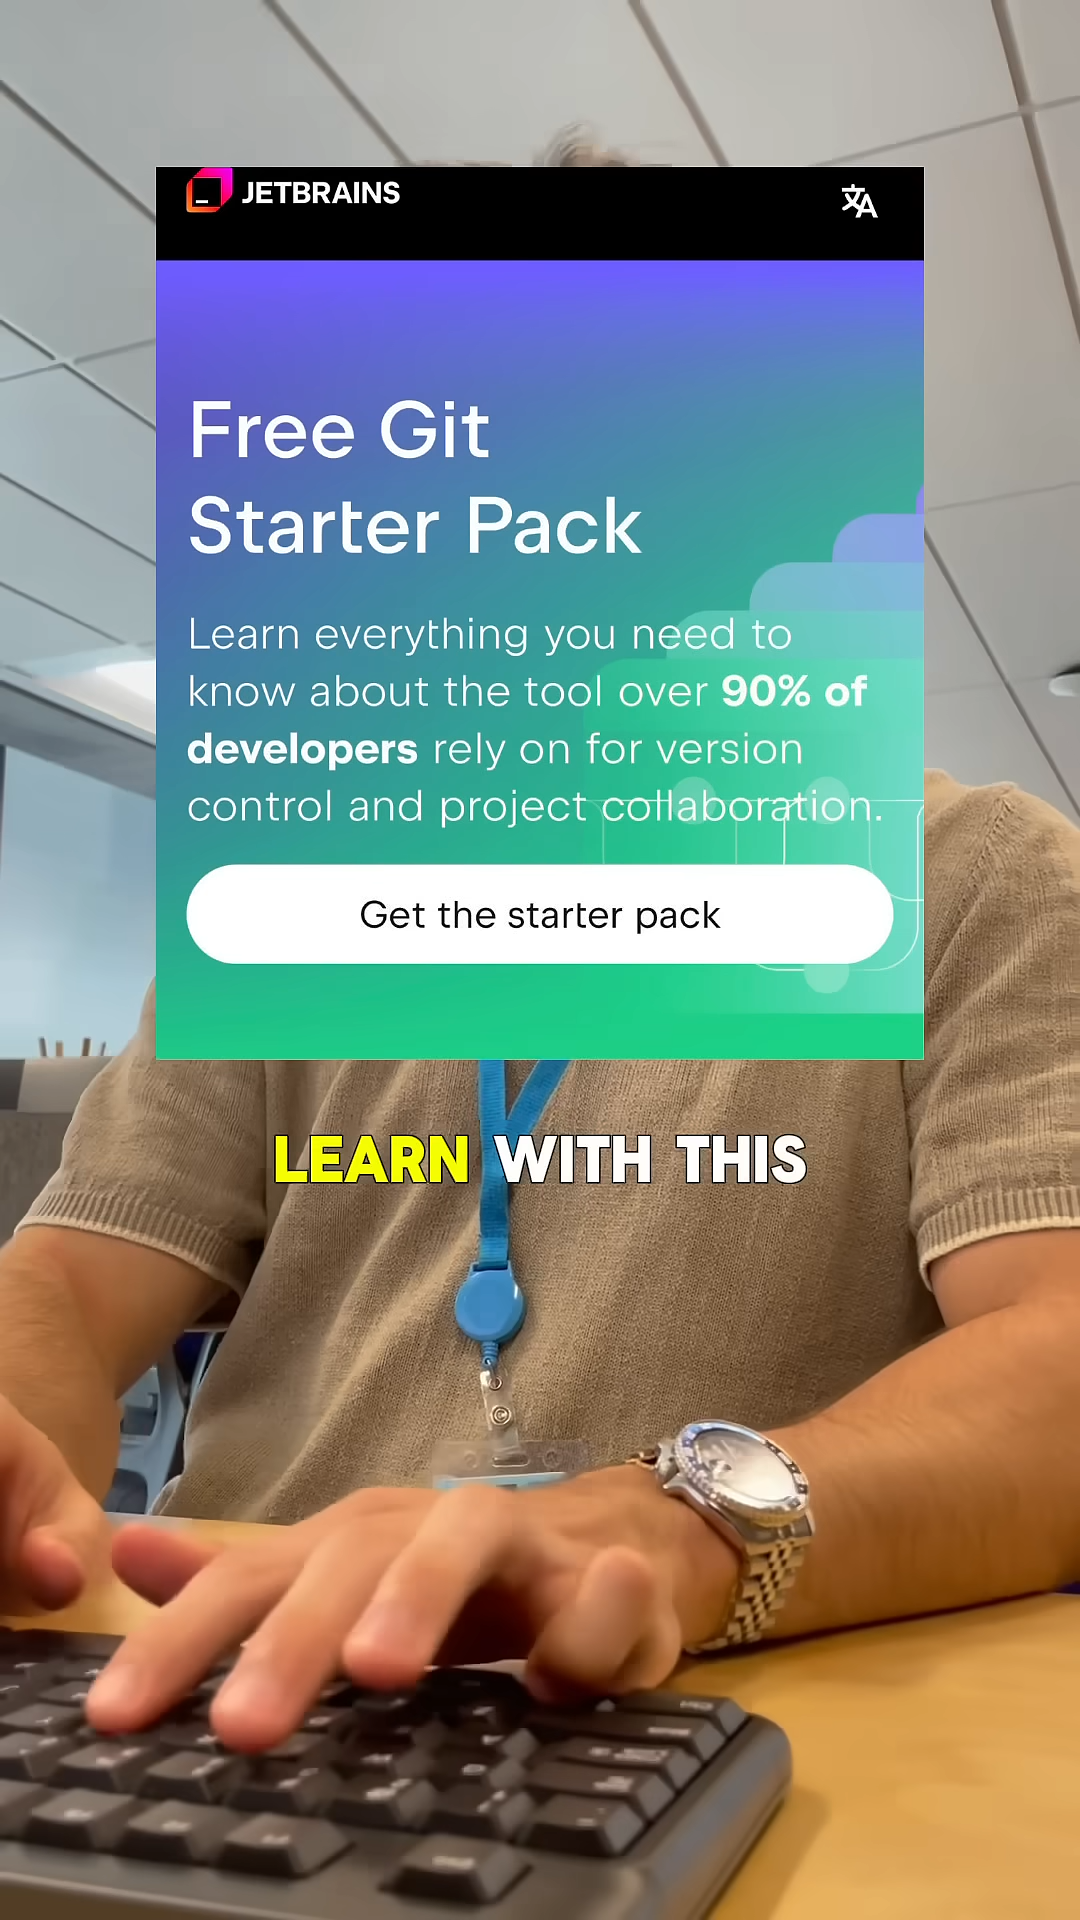 JETBRAINS
Free Git
Starter Pack
Learn everything you need to
know about the tool over 90% of
developers rely on for version
control and project collaboration.
Get the starter pack
LEARN WITH THIS